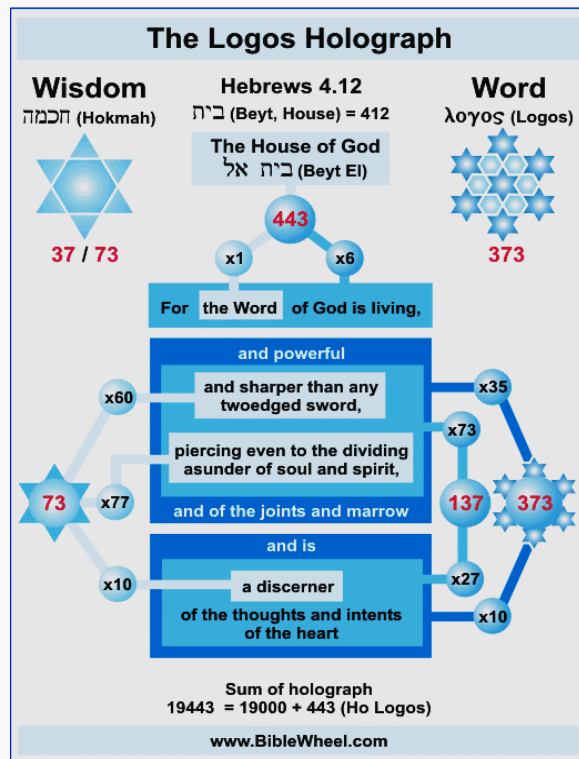 The Logos Holograph
Wisdom
חכמה (Hokmah)
37 / 73
Hebrews 4.12
בית (Beyt, House) = 412
The House of God
בית אל (Beyt El)
443
x1
x6
Word
λογος (Logos)
373
For the Word of God is living,
and powerful
and sharper than any
twoedged sword,
piercing even to the dividing
asunder of soul and spirit,
and of the joints and marrow
and is
a discerner
of the thoughts and intents
of the heart
x60
73
x77
x10
x35
x73
137
373
x27
x10
Sum of holograph
19443 = 19000 + 443 (Ho Logos)
www.BibleWheel.com